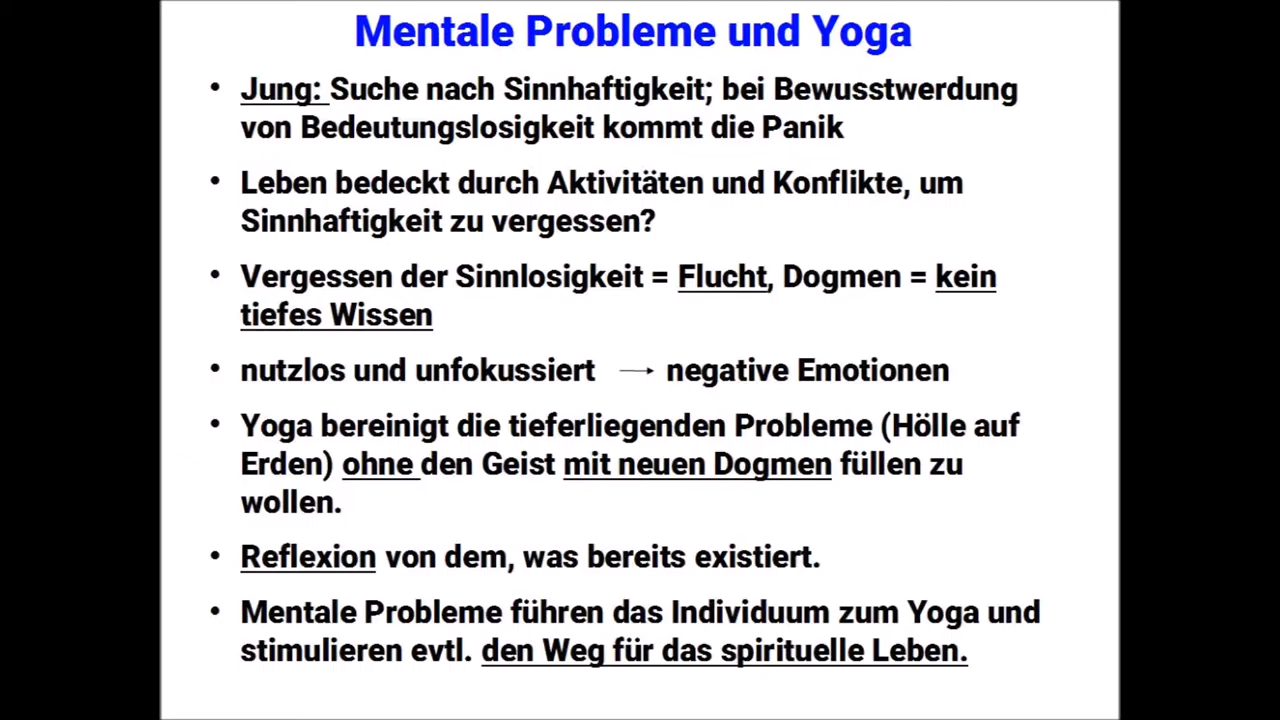 Mentale Probleme und Yoga
• Jung: Suche nach Sinnhaftigkeit; bei Bewusstwerdung
von Bedeutungslosigkeit kommt die Panik
• Leben bedeckt durch Aktivitäten und Konflikte, um
Sinnhaftigkeit zu vergessen?
• Vergessen der Sinnlosigkeit = Flucht, Dogmen = kein
tiefes Wissen
• nutzlos und unfokussiert → negative Emotionen
• Yoga bereinigt die tieferliegenden Probleme (Hölle auf
Erden) ohne den Geist mit neuen Dogmen füllen zu
wollen.
• Reflexion von dem, was bereits existiert.
• Mentale Probleme führen das Individuum zum Yoga und
stimulieren evtl. den Weg für das spirituelle Leben.